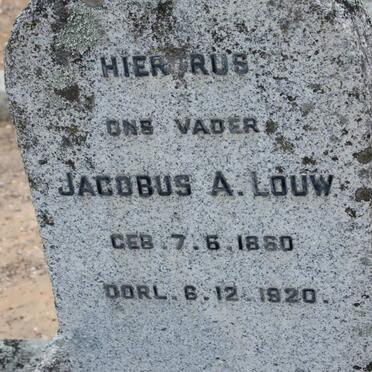 HIER RUS
ONS VADER
JACOBUS A. LOUW
GEB. 7.6.1860
OORL. 6.12.1920.